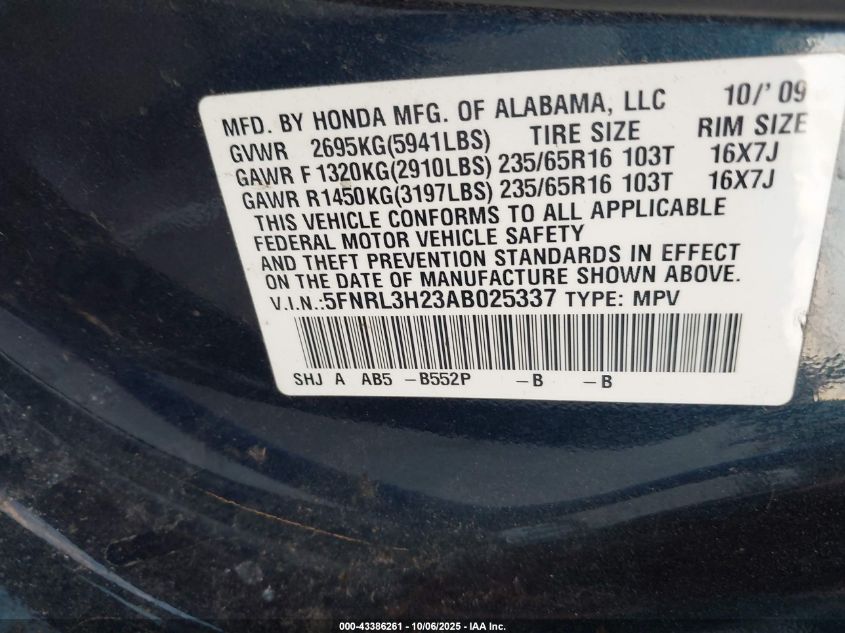 MFD. BY HONDA MFG. OF ALABAMA, LLC 10/'09
GVWR 2695KG(5941LBS) TIRE SIZE RIM SIZE
GAWR F 1320KG(2910LBS) 235/65R16 103T 16X7J
GAWR R1450KG(3197LBS) 235/65R16 103T 16X7J
THIS VEHICLE CONFORMS TO ALL APPLICABLE
FEDERAL MOTOR VEHICLE SAFETY
AND THEFT PREVENTION STANDARDS IN EFFECT
ON THE DATE OF MANUFACTURE SHOWN ABOVE.
V.I.N.:5FNRL3H23AB025337 TYPE: MPV
SHJ A AB5 -B552P -B -B
000-43386261 - 10/06/2025 - IAA Inc.